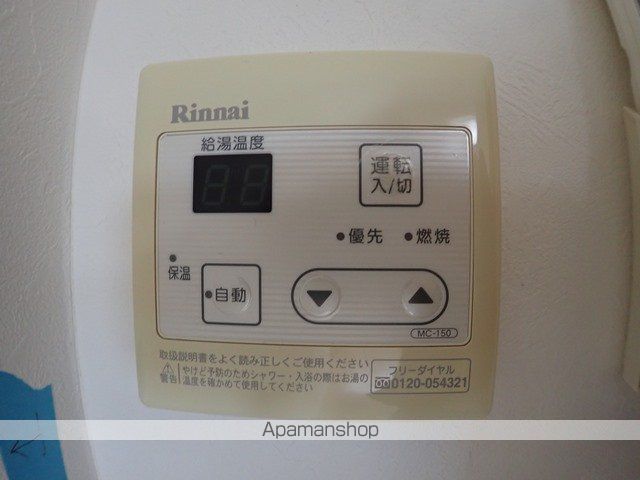 Rinnai
給湯温度
運転
入/切
優先
燃焼
保温
自動
MC-150
取扱説明書をよく読み正しくご使用ください
警告
やけど予防のためシャワー・入浴の際はお湯の
温度を確かめて使用してください
フリーダイヤル
0120-054321
Apamanshop